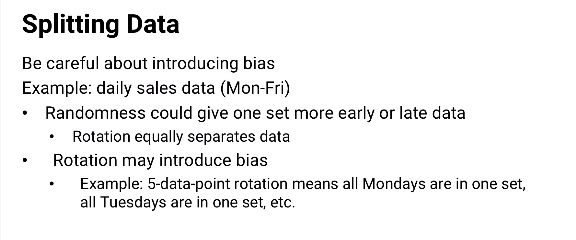 Splitting Data
Be careful about introducing bias
Example: daily sales data (Mon-Fri)
• Randomness could give one set more early or late data
• Rotation equally separates data
• Rotation may introduce bias
• Example: 5-data-point rotation means all Mondays are in one set,
all Tuesdays are in one set, etc.